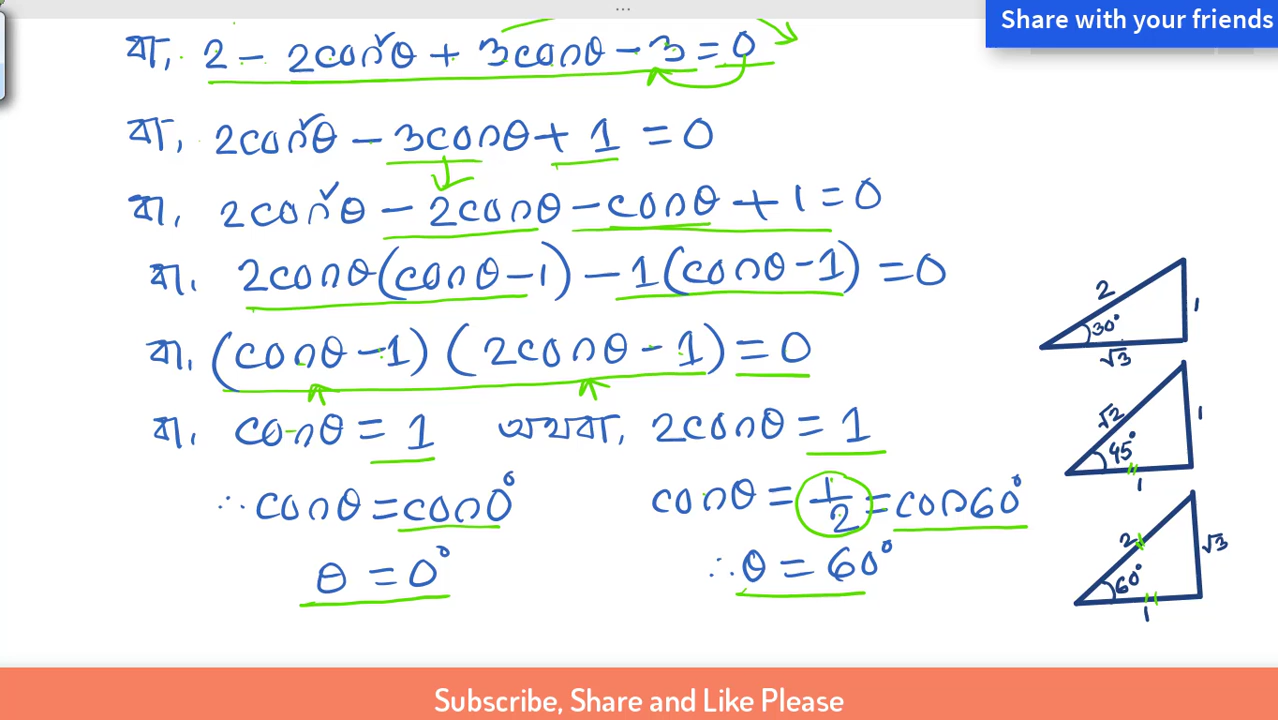 ...
Share with your friends
বা, 2 - 2cos²θ + 3cosθ - 3 = 0
বা, 2cos²θ - 3cosθ + 1 = 0
বা, 2cos²θ - 2cosθ - cosθ + 1 = 0
বা, 2cosθ(cosθ - 1) - 1(cosθ - 1) = 0
বা, (cosθ - 1) (2cosθ - 1) = 0
বা, cosθ = 1 অথবা, 2cosθ = 1
∴ cosθ = cos0° cosθ = 1/2 = cos60°
θ = 0° ∴ θ = 60°
2 1
30°
√3
√2 1
45°
1
2 √3
60°
1
Subscribe, Share and Like Please